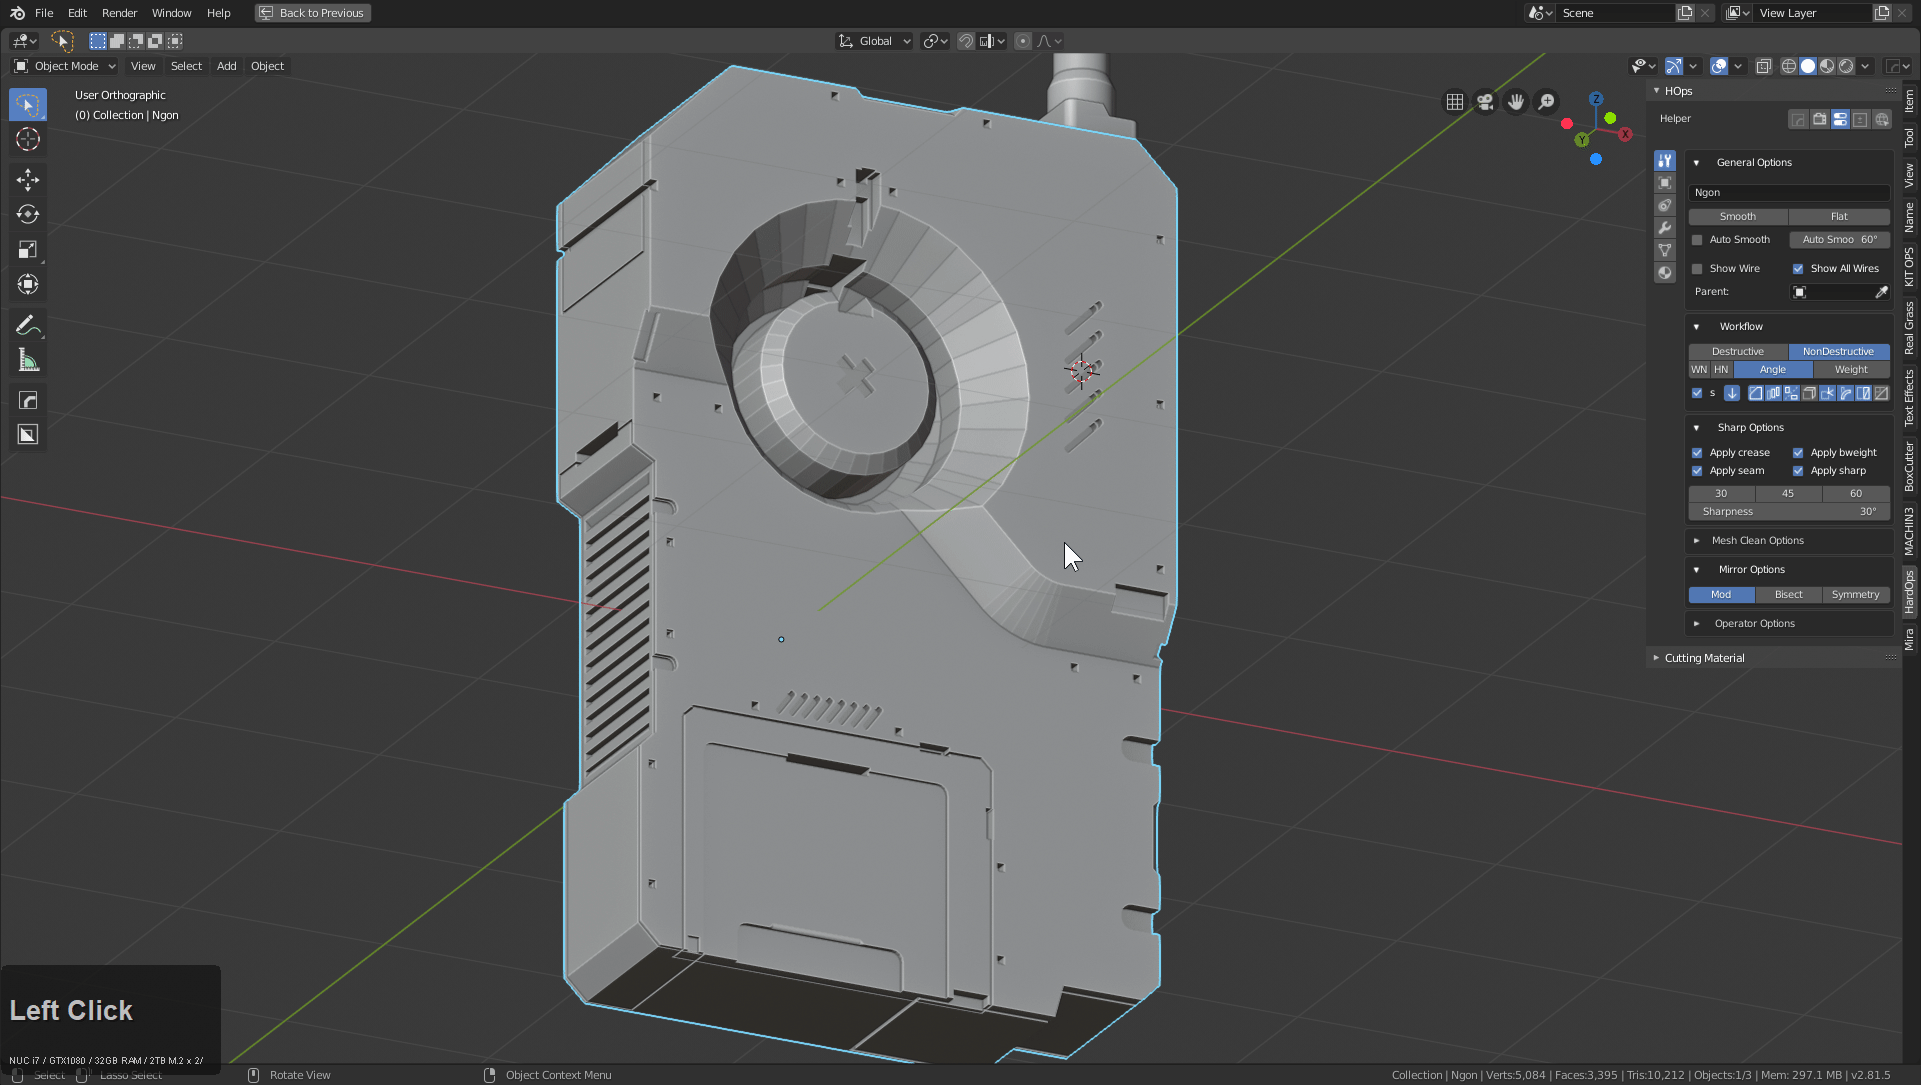 File Edit Render Window Help Back to Previous Scene View Layer
Global
Object Mode View Select Add Object
User Orthographic
(0) Collection | Ngon
Z
X
Y
HOps
Helper
General Options
Ngon
Smooth Flat
Auto Smooth Auto Smoo 60°
Show Wire Show All Wires
Parent:
Workflow
Destructive NonDestructive
WN HN Angle Weight
s
Sharp Options
Apply crease Apply bweight
Apply seam Apply sharp
30 45 60
Sharpness 30°
Mesh Clean Options
Mirror Options
Mod Bisect Symmetry
Operator Options
Cutting Material
Item
Tool
View
Name
KIT OPS
Real Grass
Text Effects
BoxCutter
MACHIN3
HardOps
Mira
Left Click
NUC i7 / GTX1080 / 32GB RAM / 2TB M.2 x 2/
Select Lasso Select Rotate View Object Context Menu
Collection | Ngon | Verts:5,084 | Faces:3,395 | Tris:10,212 | Objects:1/3 | Mem: 297.1 MB | v2.81.5